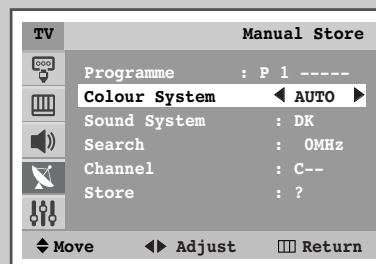 TV Manual Store
Programme : P 1 -----
Colour System ◀ AUTO ▶
Sound System : DK
Search : 0MHz
Channel : C--
Store : ?
Move Adjust Return